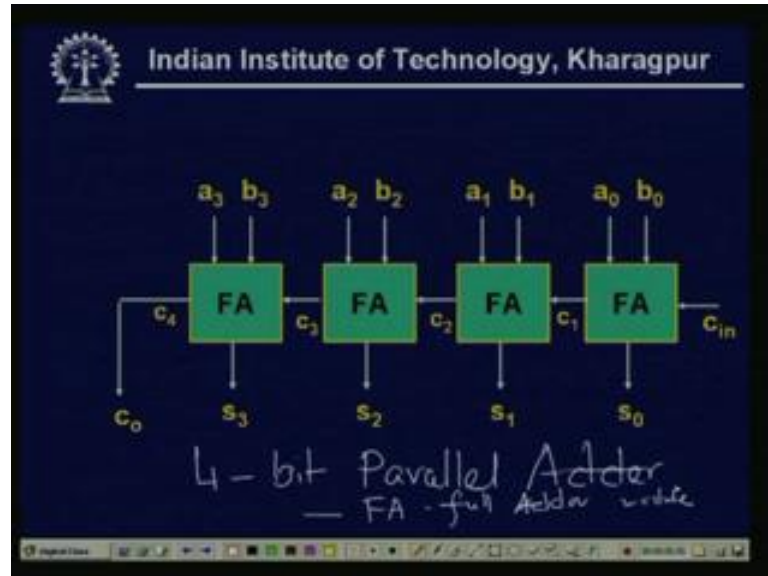 Indian Institute of Technology, Kharagpur
a₃ b₃ a₂ b₂ a₁ b₁ a₀ b₀
FA FA FA FA
c₄ c₃ c₂ c₁ cᵢₙ
cₒ s₃ s₂ s₁ s₀
4 - bit Parallel Adder
— FA - full Adder module